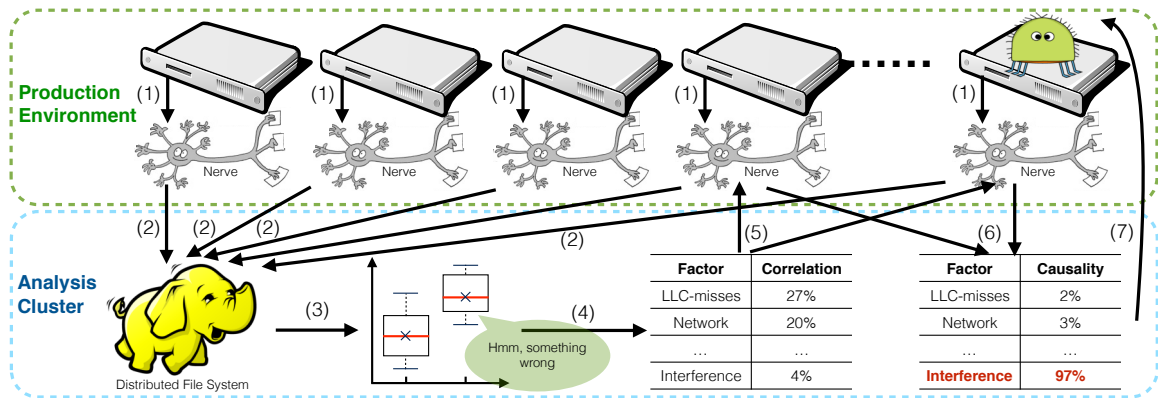 (1)
(1)
(1)
(1)
(1)
Production
Environment
Nerve
Nerve
Nerve
Nerve
Nerve
(2)
(2)
(2)
(2)
(5)
(6)
(7)
Analysis
Cluster
Factor Correlation
LLC-misses 27%
Network 20%
... ...
Interference 4%
Factor Causality
LLC-misses 2%
Network 3%
... ...
Interference 97%
(3)
(4)
Hmm, something
wrong
Distributed File System